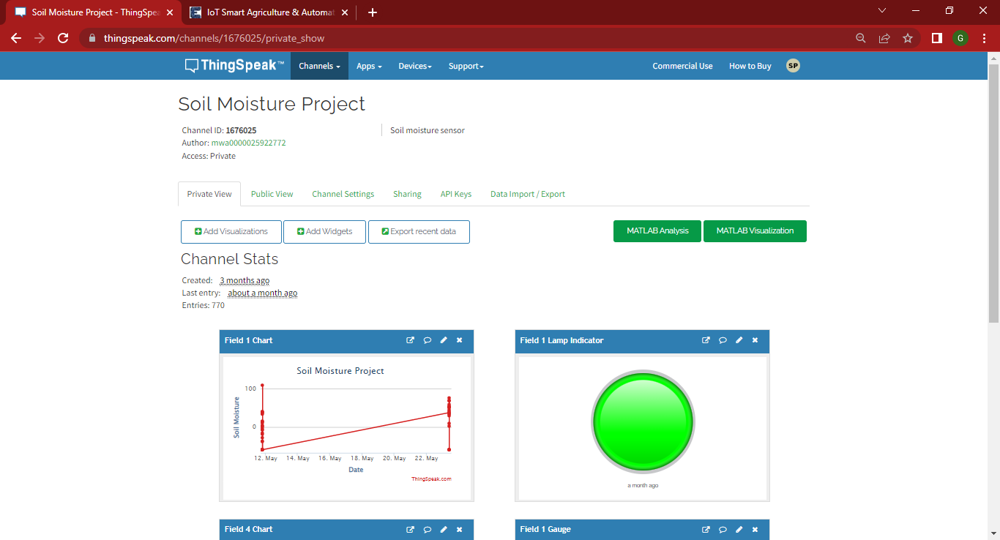 Soil Moisture Project - ThingSpea
IoT Smart Agriculture & Automat
thingspeak.com/channels/1676025/private_show
G
ThingSpeak™ Channels Apps Devices Support Commercial Use How to Buy SP
Soil Moisture Project
Channel ID: 1676025
Soil moisture sensor
Author: mwa0000025922772
Access: Private
Private View Public View Channel Settings Sharing API Keys Data Import / Export
Add Visualizations Add Widgets Export recent data MATLAB Analysis MATLAB Visualization
Channel Stats
Created: 3 months ago
Last entry: about a month ago
Entries: 770
Field 1 Chart
Soil Moisture Project
Soil Moisture
100
0
12. May 14. May 16. May 18. May 20. May 22. May
Date
ThingSpeak.com
Field 1 Lamp Indicator
a month ago
Field 4 Chart
Field 1 Gauge